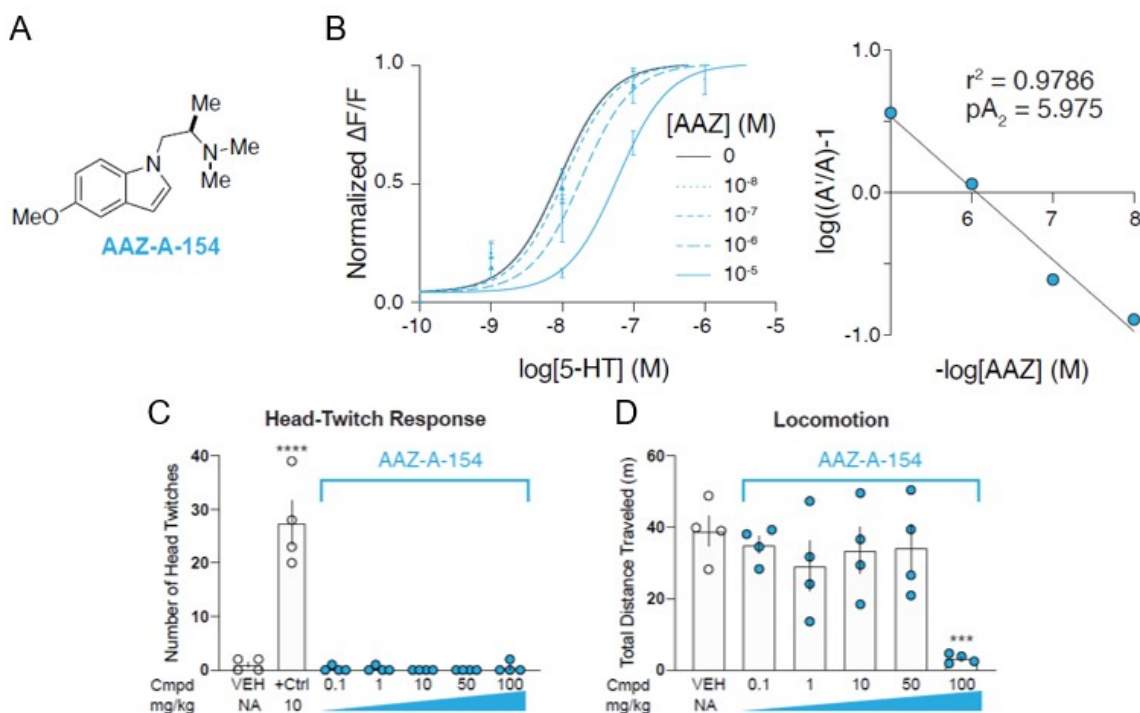 A
Me
N
N
Me
Me
MeO
AAZ-A-154
B
Normalized ΔF/F
1.0
0.5
0.0
-10 -9 -8 -7 -6 -5
log[5-HT] (M)
[AAZ] (M)
0
10⁻⁸
10⁻⁷
10⁻⁶
10⁻⁵
log((A'/A)-1
1.0
0.0
-1.0
6 7 8
r² = 0.9786
pA₂ = 5.975
-log[AAZ] (M)
C
Head-Twitch Response
Number of Head Twitches
40
30
20
10
0
****
AAZ-A-154
Cmpd VEH +Ctrl 0.1 1 10 50 100
mg/kg NA 10
D
Locomotion
Total Distance Traveled (m)
60
40
20
0
AAZ-A-154
***
Cmpd VEH 0.1 1 10 50 100
mg/kg NA